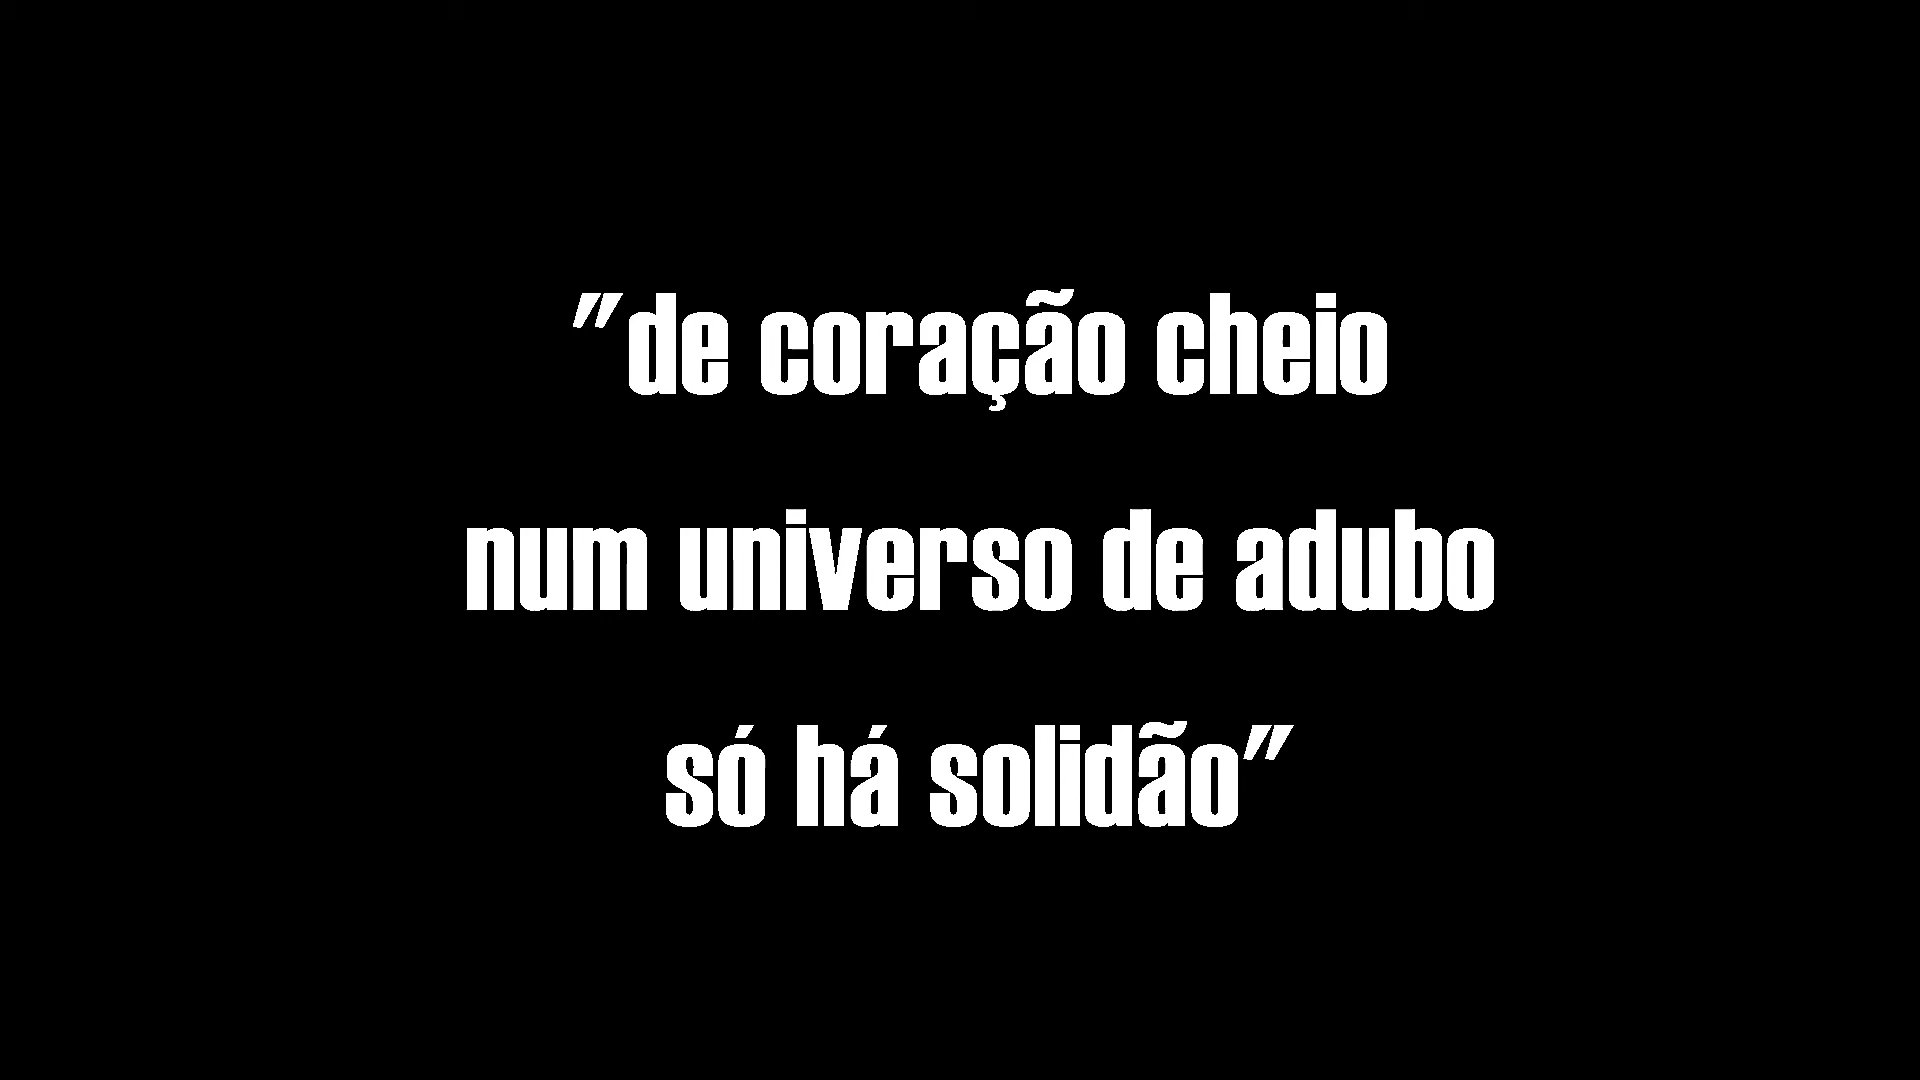 "de coração cheio
num universo de adubo
só há solidão"